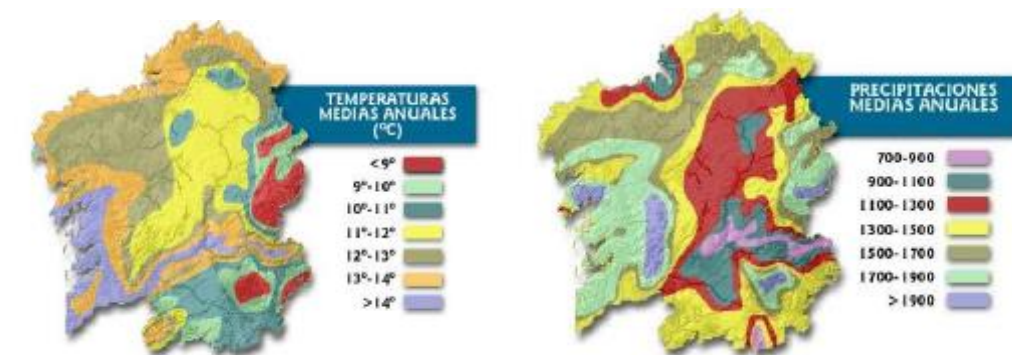 TEMPERATURAS
MEDIAS ANUALES
(ºC)
<9º
9º-10º
10º-11º
11º-12º
12º-13º
13º-14º
>14º
PRECIPITACIONES
MEDIAS ANUALES
700-900
900-1100
1100-1300
1300-1500
1500-1700
1700-1900
>1900